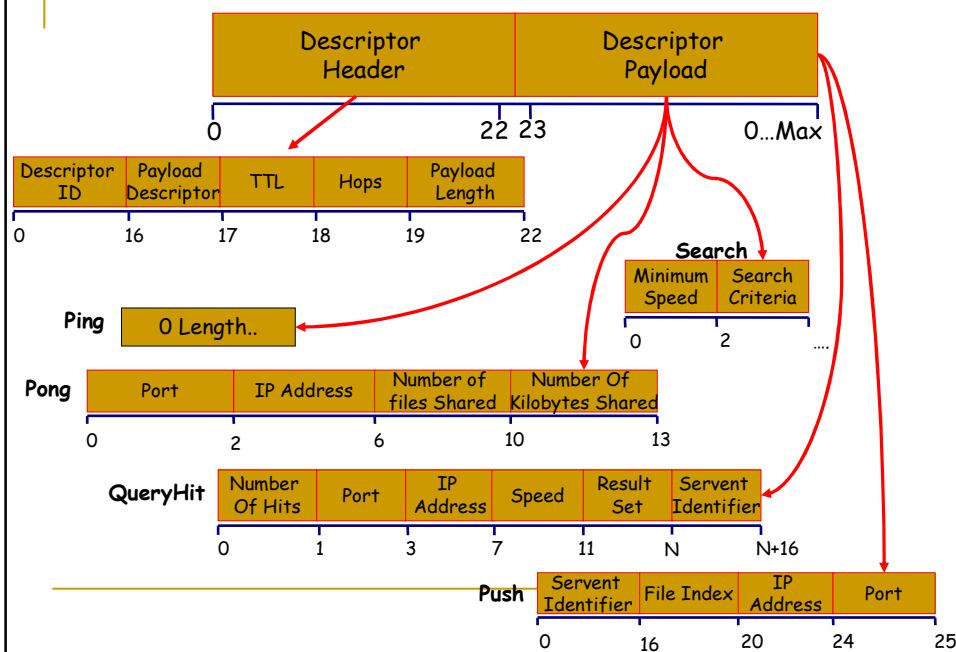 Descriptor Header
Descriptor Payload
0
22
23
0...Max
Descriptor ID
Payload Descriptor
TTL
Hops
Payload Length
0
16
17
18
19
22
Search
Minimum Speed
Search Criteria
0
2
....
Ping
0 Length..
Pong
Port
IP Address
Number of files Shared
Number Of Kilobytes Shared
0
2
6
10
13
QueryHit
Number Of Hits
Port
IP Address
Speed
Result Set
Servent Identifier
0
1
3
7
11
N
N+16
Push
Servent Identifier
File Index
IP Address
Port
0
16
20
24
25